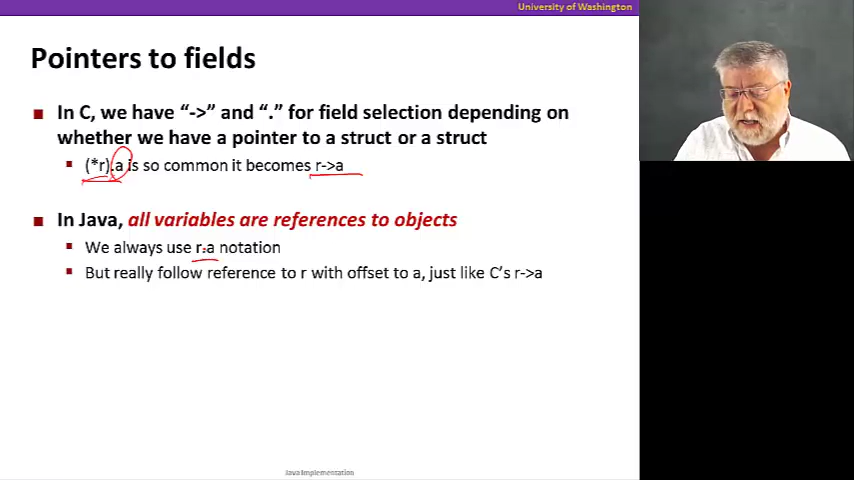 University of Washington
Pointers to fields
■ In C, we have “->” and “.” for field selection depending on
whether we have a pointer to a struct or a struct
▪ (*r).a is so common it becomes r->a
■ In Java, all variables are references to objects
▪ We always use r.a notation
▪ But really follow reference to r with offset to a, just like C’s r->a
Java Implementation